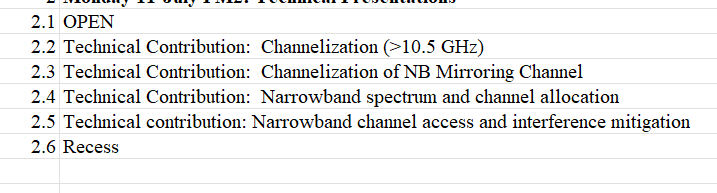 2.1 OPEN
2.2 Technical Contribution:  Channelization (>10.5 GHz)
2.3 Technical Contribution:  Channelization of NB Mirroring Channel
2.4 Technical Contribution:  Narrowband spectrum and channel allocation
2.5 Technical contribution: Narrowband channel access and interference mitigation
2.6 Recess